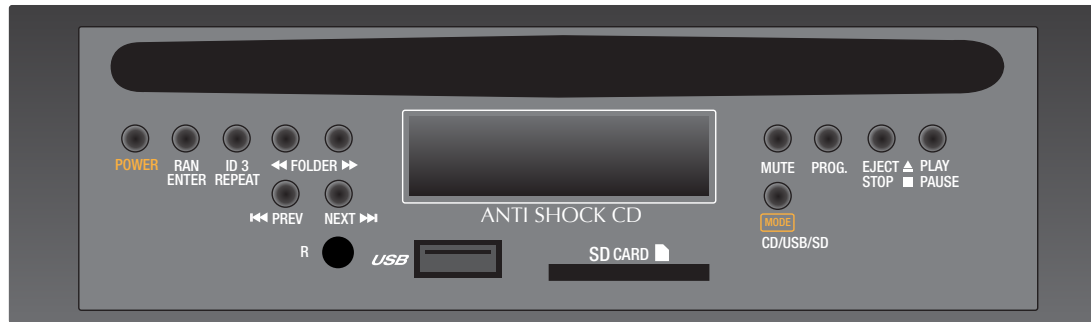 POWER
RAN
ENTER
ID 3
REPEAT
FOLDER
PREV
NEXT
R
USB
ANTI SHOCK CD
SD CARD
MUTE
PROG.
EJECT
STOP
PLAY
PAUSE
MODE
CD/USB/SD